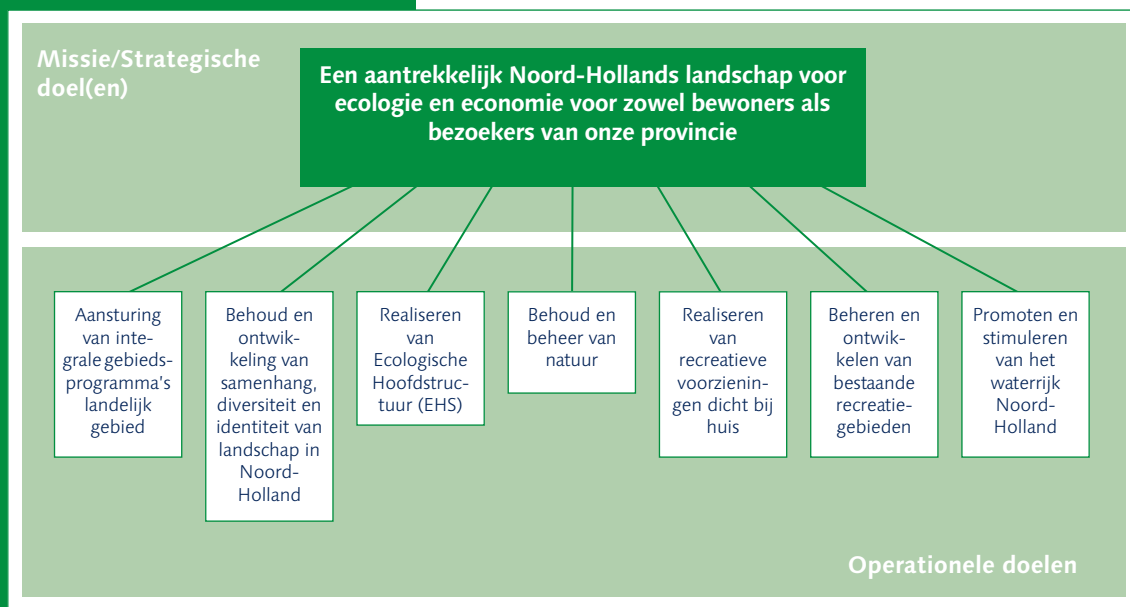 Missie/Strategische
doel(en)
Een aantrekkelijk Noord-Hollands landschap voor
ecologie en economie voor zowel bewoners als
bezoekers van onze provincie
Aansturing
van inte-
grale gebieds-
programma's
landelijk
gebied
Behoud en
ontwik-
keling van
samenhang,
diversiteit en
identiteit van
landschap in
Noord-
Holland
Realiseren
van
Ecologische
Hoofdstruc-
tuur (EHS)
Behoud en
beheer van
natuur
Realiseren
van
recreatieve
voorzienin-
gen dicht bij
huis
Beheren en
ontwik-
kelen van
bestaande
recreatie-
gebieden
Promoten en
stimuleren
van het
waterrijk
Noord-
Holland
Operationele doelen